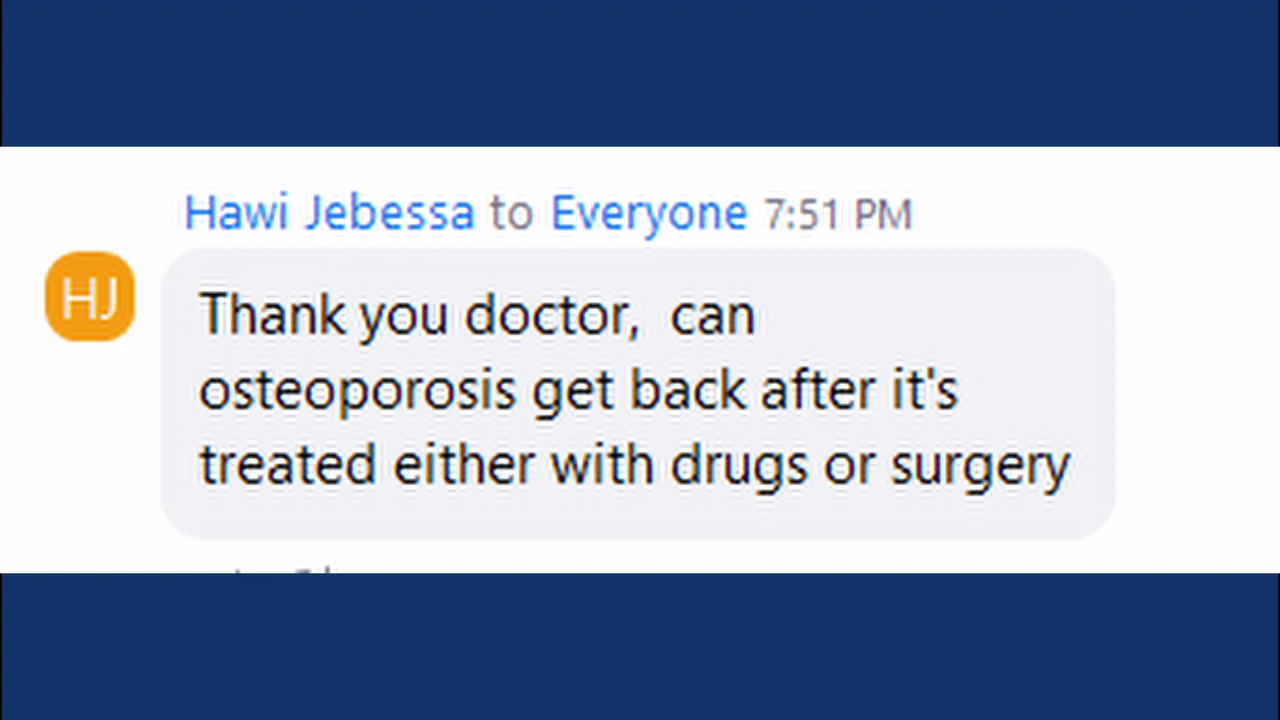 Hawi Jebessa to Everyone 7:51 PM
HJ
Thank you doctor,  can
osteoporosis get back after it's
treated either with drugs or surgery